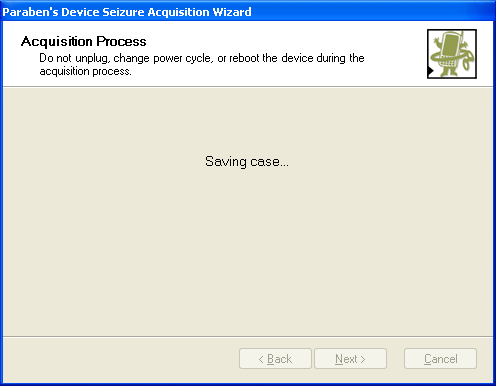 Paraben's Device Seizure Acquisition Wizard
Acquisition Process
Do not unplug, change power cycle, or reboot the device during the
acquisition process.
Saving case...
< Back Next > Cancel